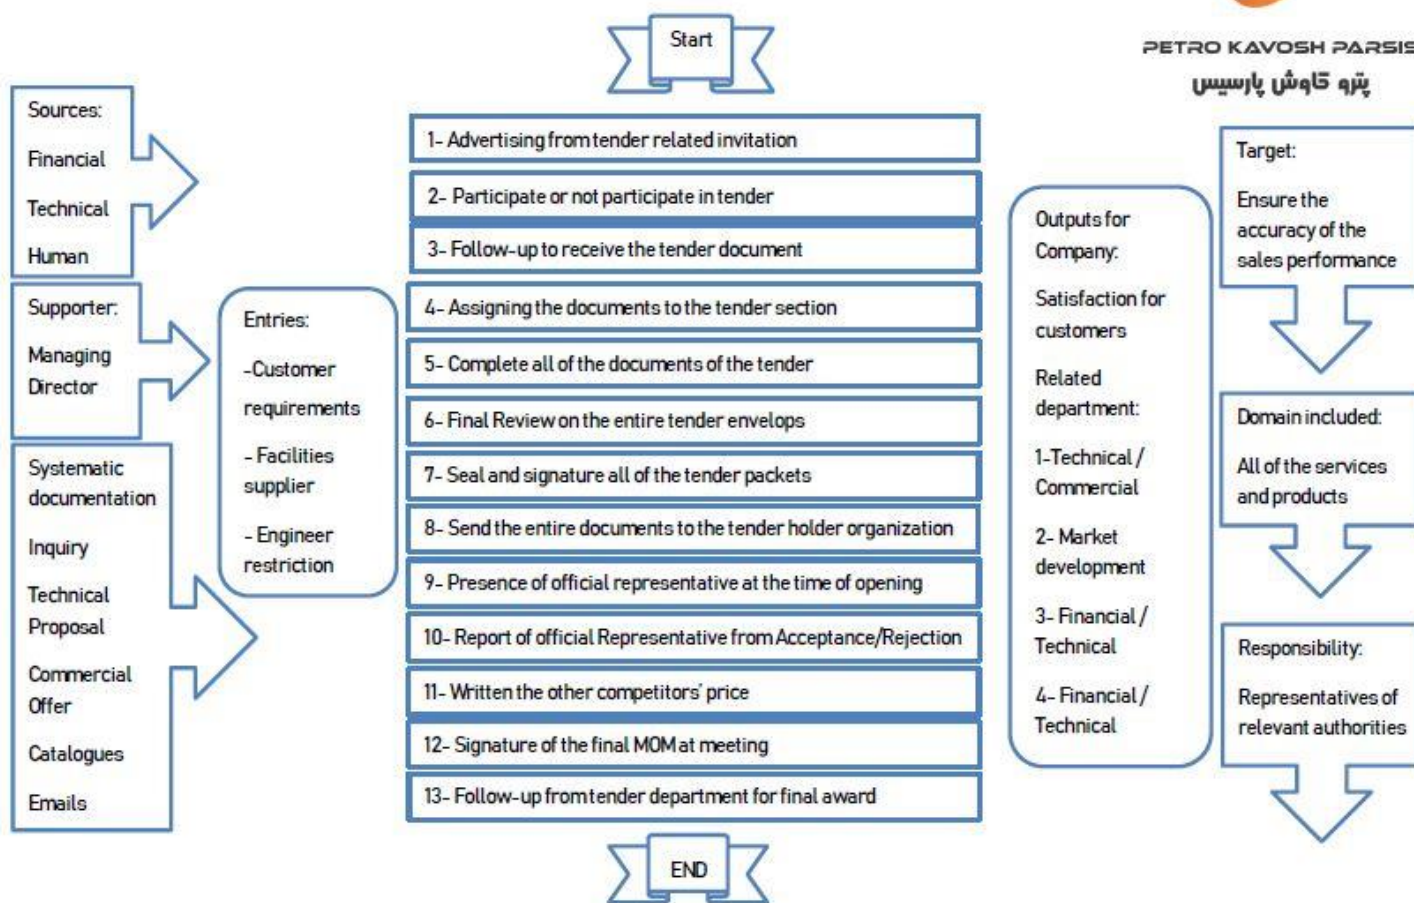 Start
PETRO KAVOSH PARSIS
پترو کاوش پارسیس
Sources:
Financial
Technical
Human
Supporter:
Managing
Director
Systematic
documentation
Inquiry
Technical
Proposal
Commercial
Offer
Catalogues
Emails
Entries:
-Customer
requirements
- Facilities
supplier
- Engineer
restriction
1- Advertising from tender related invitation
2- Participate or not participate in tender
3- Follow-up to receive the tender document
4- Assigning the documents to the tender section
5- Complete all of the documents of the tender
6- Final Review on the entire tender envelops
7- Seal and signature all of the tender packets
8- Send the entire documents to the tender holder organization
9- Presence of official representative at the time of opening
10- Report of official Representative from Acceptance/Rejection
11- Written the other competitors' price
12- Signature of the final MOM at meeting
13- Follow-up from tender department for final award
END
Outputs for
Company:
Satisfaction for
customers
Related
department:
1-Technical /
Commercial
2- Market
development
3- Financial /
Technical
4- Financial /
Technical
Target:
Ensure the
accuracy of the
sales performance
Domain included:
All of the services
and products
Responsibility:
Representatives of
relevant authorities